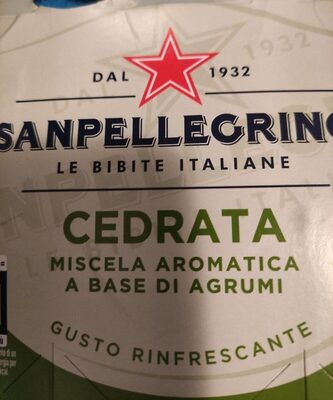 DAL 1932
SANPELLEGRINO
LE BIBITE ITALIANE
CEDRATA
MISCELA AROMATICA
A BASE DI AGRUMI
GUSTO RINFRESCANTE